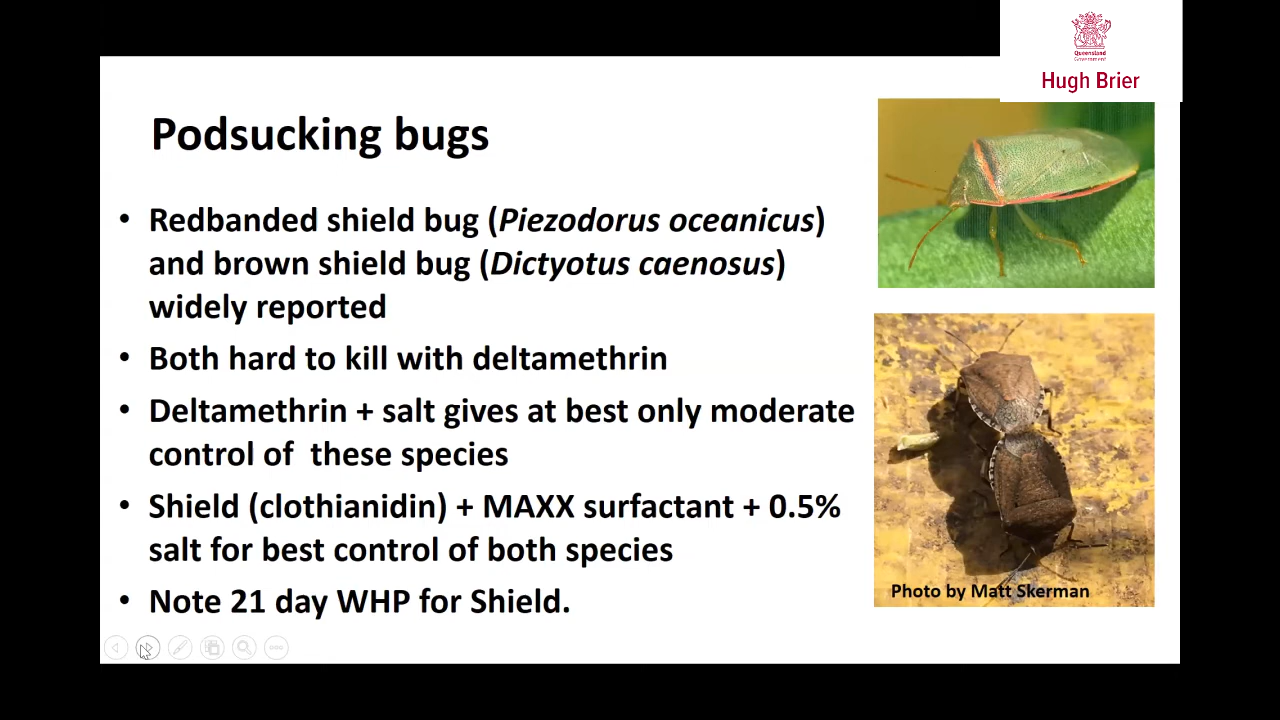 Queensland
Government
Hugh Brier
Podsucking bugs
• Redbanded shield bug (Piezodorus oceanicus)
and brown shield bug (Dictyotus caenosus)
widely reported
• Both hard to kill with deltamethrin
• Deltamethrin + salt gives at best only moderate
control of  these species
• Shield (clothianidin) + MAXX surfactant + 0.5%
salt for best control of both species
• Note 21 day WHP for Shield.
Photo by Matt Skerman